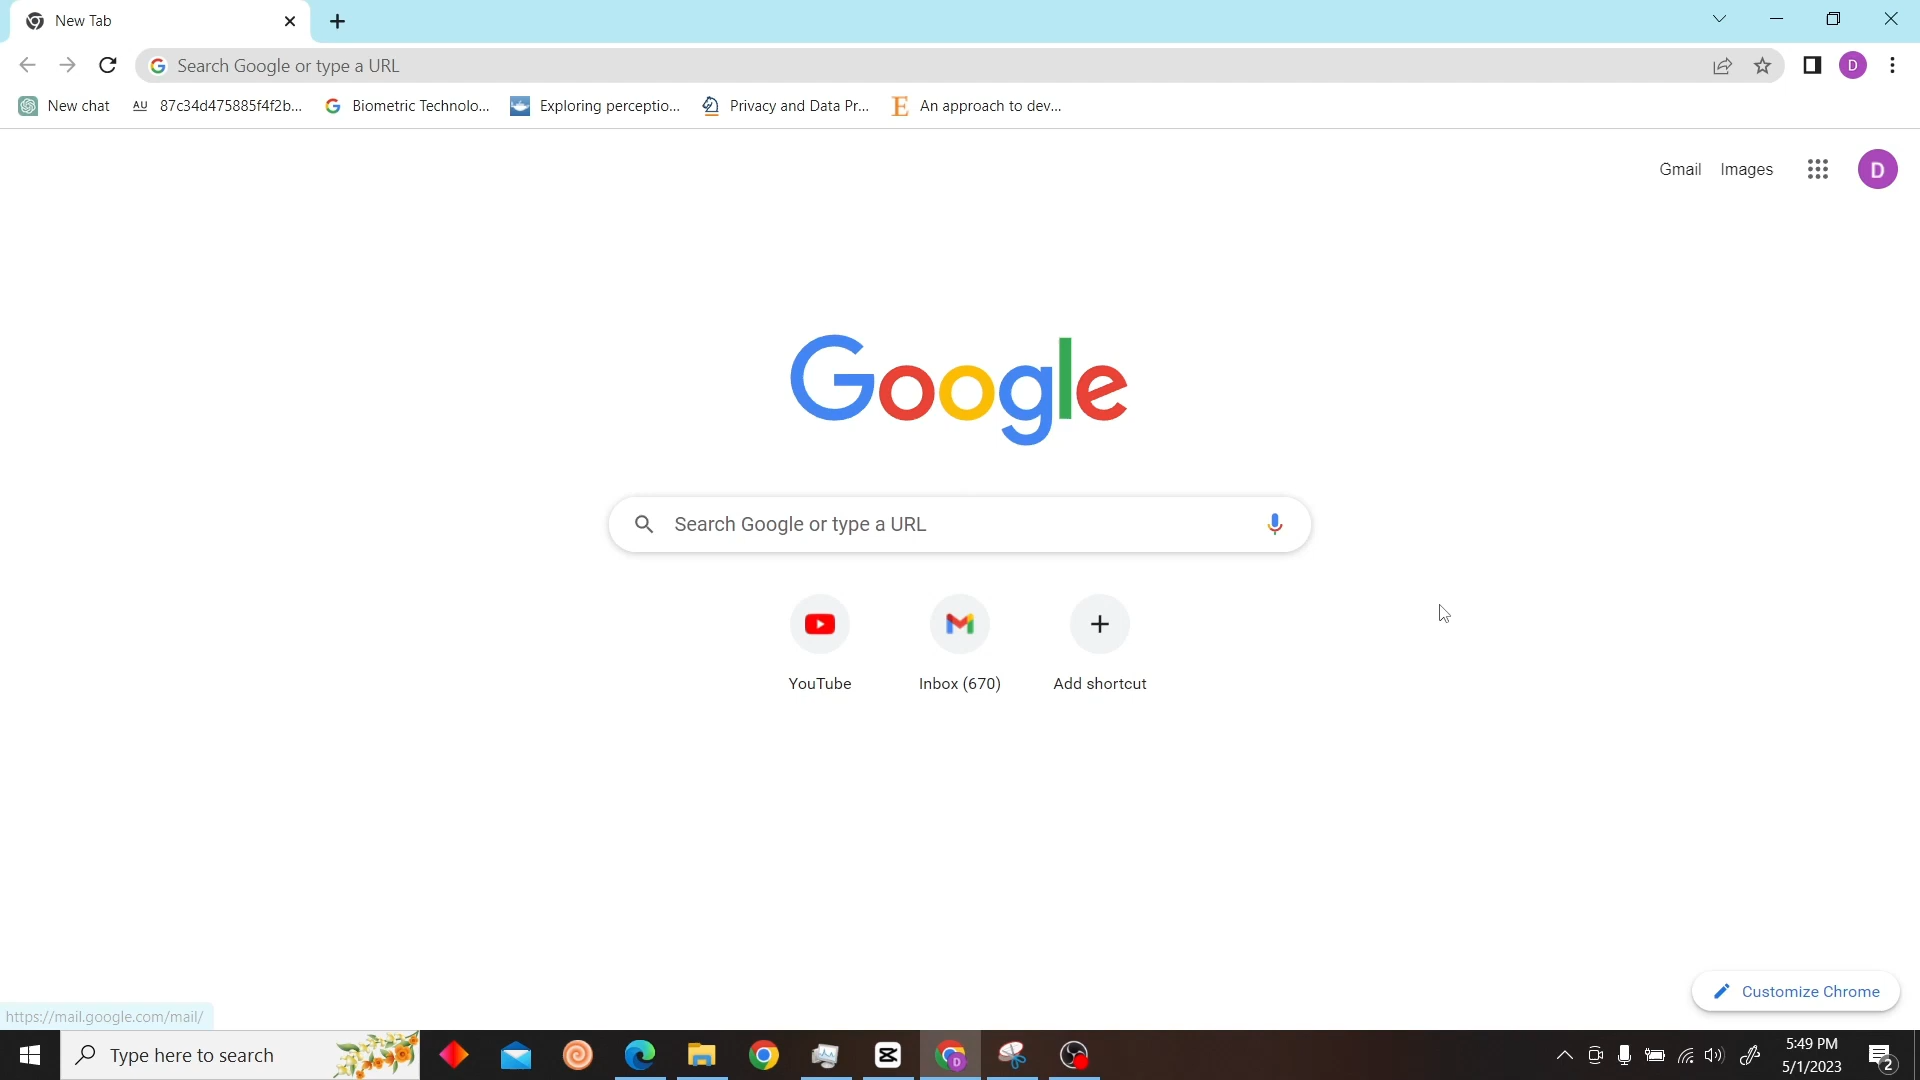 New Tab
Search Google or type a URL
D
New chat
AU 87c34d475885f4f2b...
G Biometric Technolo...
Exploring perceptio...
Privacy and Data Pr...
E An approach to dev...
Gmail Images D
Google
Search Google or type a URL
YouTube Inbox (670) Add shortcut
Customize Chrome
https://mail.google.com/mail/
Type here to search
D
5:49 PM
5/1/2023
2